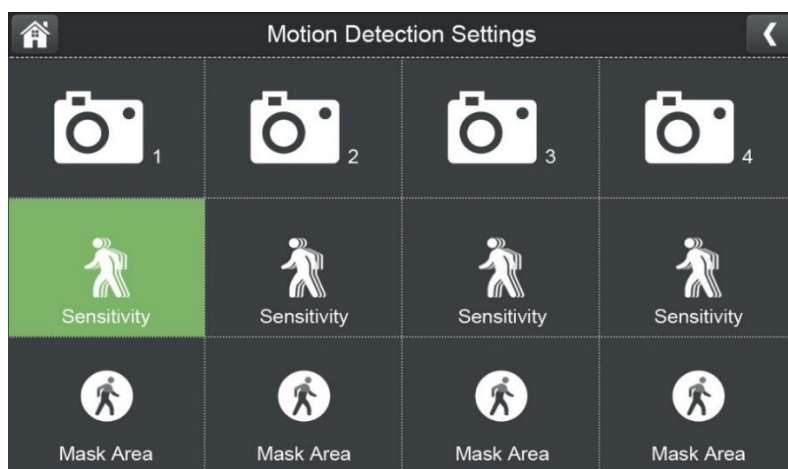 Motion Detection Settings
1 2 3 4
Sensitivity Sensitivity Sensitivity Sensitivity
Mask Area Mask Area Mask Area Mask Area